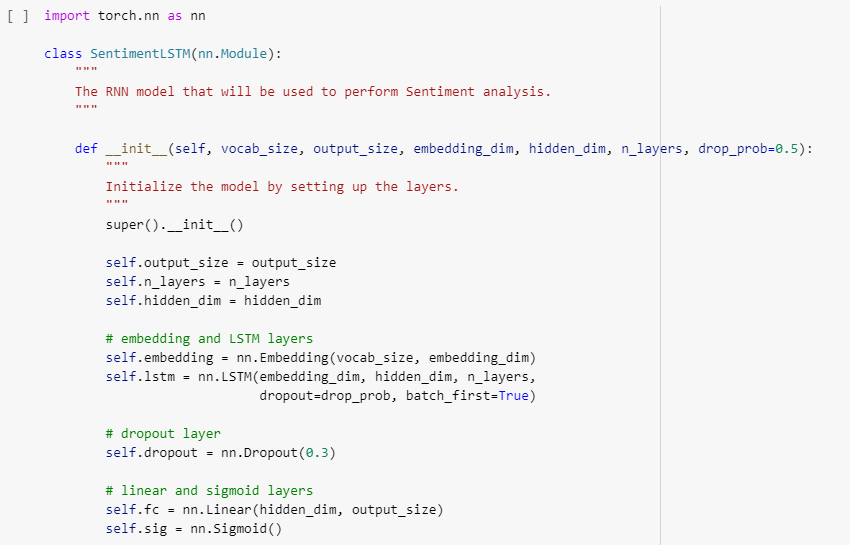 [ ] import torch.nn as nn
class SentimentLSTM(nn.Module):
"""
The RNN model that will be used to perform Sentiment analysis.
"""
def __init__(self, vocab_size, output_size, embedding_dim, hidden_dim, n_layers, drop_prob=0.5):
"""
Initialize the model by setting up the layers.
"""
super().__init__()
self.output_size = output_size
self.n_layers = n_layers
self.hidden_dim = hidden_dim
# embedding and LSTM layers
self.embedding = nn.Embedding(vocab_size, embedding_dim)
self.lstm = nn.LSTM(embedding_dim, hidden_dim, n_layers,
dropout=drop_prob, batch_first=True)
# dropout layer
self.dropout = nn.Dropout(0.3)
# linear and sigmoid layers
self.fc = nn.Linear(hidden_dim, output_size)
self.sig = nn.Sigmoid()